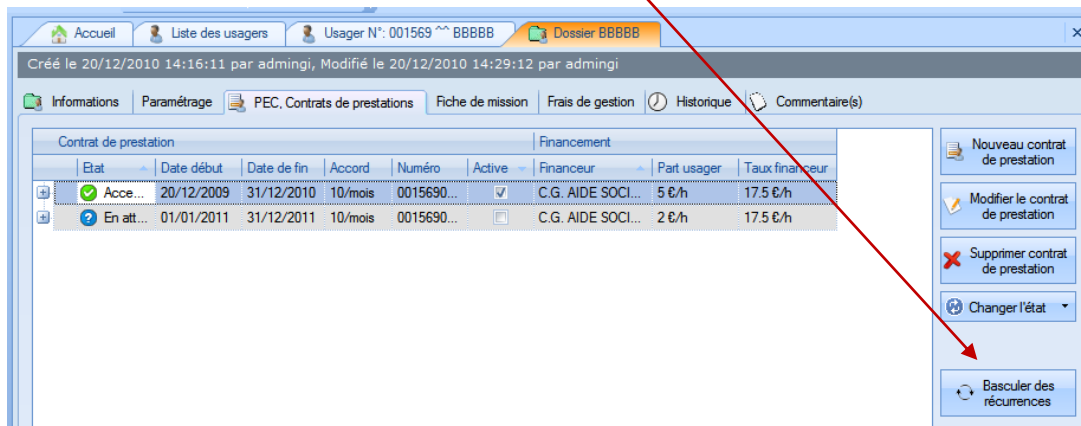 Accueil Liste des usagers Usager N°: 001569 ^^ BBBBB Dossier BBBBB
Créé le 20/12/2010 14:16:11 par admingi, Modifié le 20/12/2010 14:29:12 par admingi
Informations Paramétrage PEC, Contrats de prestations Fiche de mission Frais de gestion Historique Commentaire(s)
Contrat de prestation Financement
Etat Date début Date de fin Accord Numéro Active Financeur Part usager Taux financeur
Acce... 20/12/2009 31/12/2010 10/mois 0015690... C.G. AIDE SOCI... 5 €/h 17.5 €/h
En att... 01/01/2011 31/12/2011 10/mois 0015690... C.G. AIDE SOCI... 2 €/h 17.5 €/h
Nouveau contrat
de prestation
Modifier le contrat
de prestation
Supprimer contrat
de prestation
Changer l'état
Basculer des
récurrences